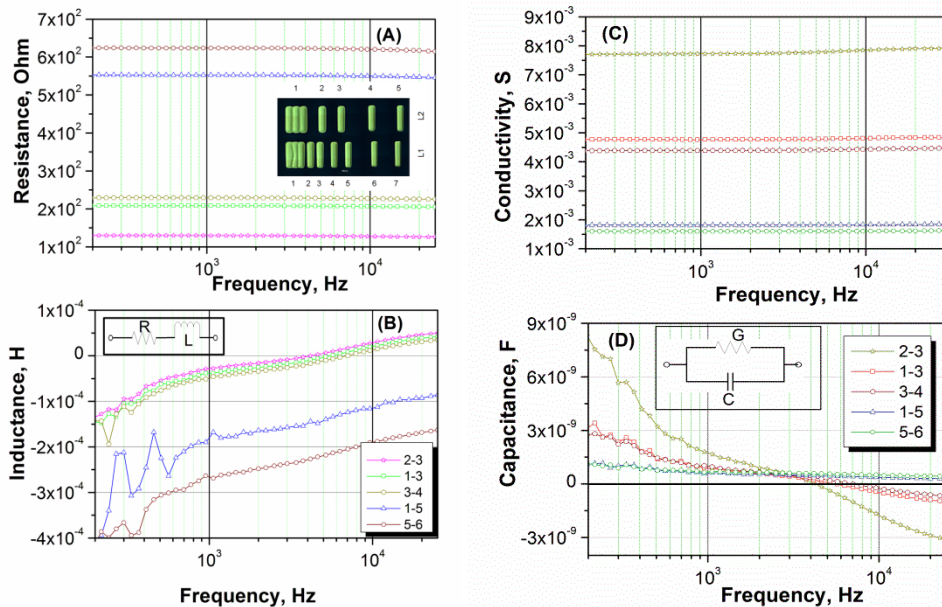 (A)
Resistance, Ohm
7x10²
6x10²
5x10²
3x10²
2x10²
1x10²
1 2 3 4 5
L2
L1
1 2 3 4 5 6 7
10³ 10⁴
Frequency, Hz
(C)
Conductivity, S
9x10⁻³
8x10⁻³
7x10⁻³
6x10⁻³
5x10⁻³
4x10⁻³
3x10⁻³
2x10⁻³
1x10⁻³
10³ 10⁴
Frequency, Hz
(B)
Inductance, H
1x10⁻⁴
0
-1x10⁻⁴
-2x10⁻⁴
-3x10⁻⁴
-4x10⁻⁴
R
L
2-3
1-3
3-4
1-5
5-6
10³ 10⁴
Frequency, Hz
(D)
Capacitance, F
9x10⁻⁹
6x10⁻⁹
3x10⁻⁹
0
-3x10⁻⁹
G
C
2-3
1-3
3-4
1-5
5-6
10³ 10⁴
Frequency, Hz